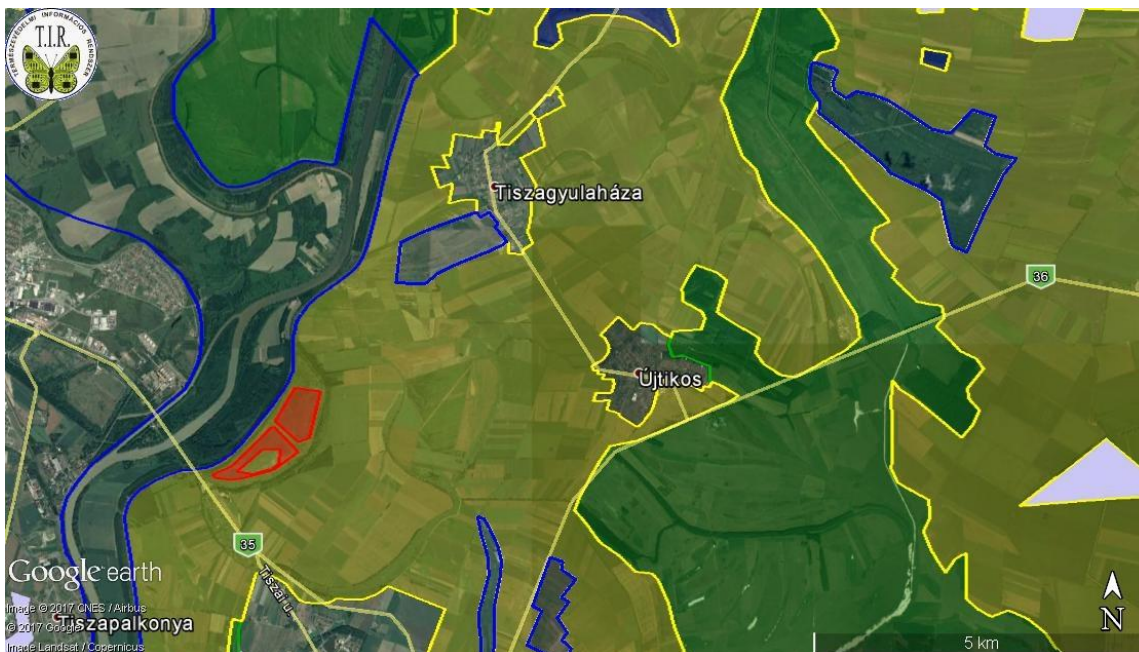 TERMÉSZETVÉDELMI INFORMÁCIÓS RENDSZER
T.I.R.
Tiszagyulaháza
36
Újtikos
35
Google earth
Image © 2017 CNES / Airbus
© 2017 Google
Image Landsat / Copernicus
Tiszapalkonya
N
5 km